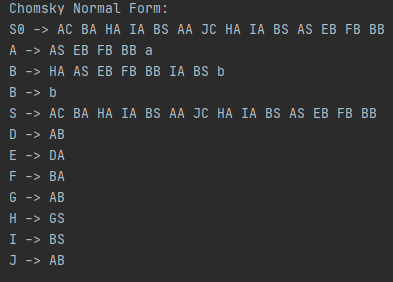 Chomsky Normal Form:
S0 -> AC BA HA IA BS AA JC HA IA BS AS EB FB BB
A -> AS EB FB BB a
B -> HA AS EB FB BB IA BS b
B -> b
S -> AC BA HA IA BS AA JC HA IA BS AS EB FB BB
D -> AB
E -> DA
F -> BA
G -> AB
H -> GS
I -> BS
J -> AB